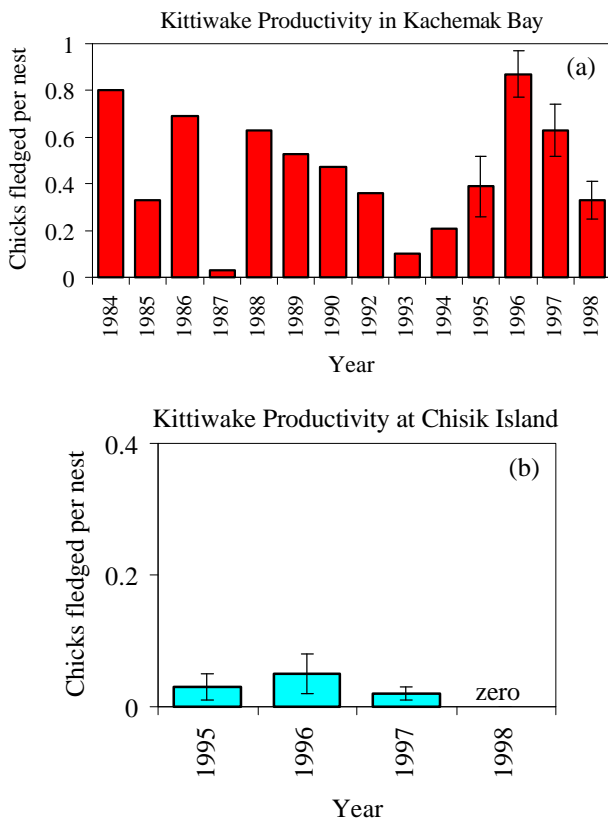 Kittiwake Productivity in Kachemak Bay
(a)
Chicks fledged per nest
1
0.8
0.6
0.4
0.2
0
1984 1985 1986 1987 1988 1989 1990 1992 1993 1994 1995 1996 1997 1998
Year
Kittiwake Productivity at Chisik Island
(b)
Chicks fledged per nest
0.4
0.2
0
zero
1995 1996 1997 1998
Year